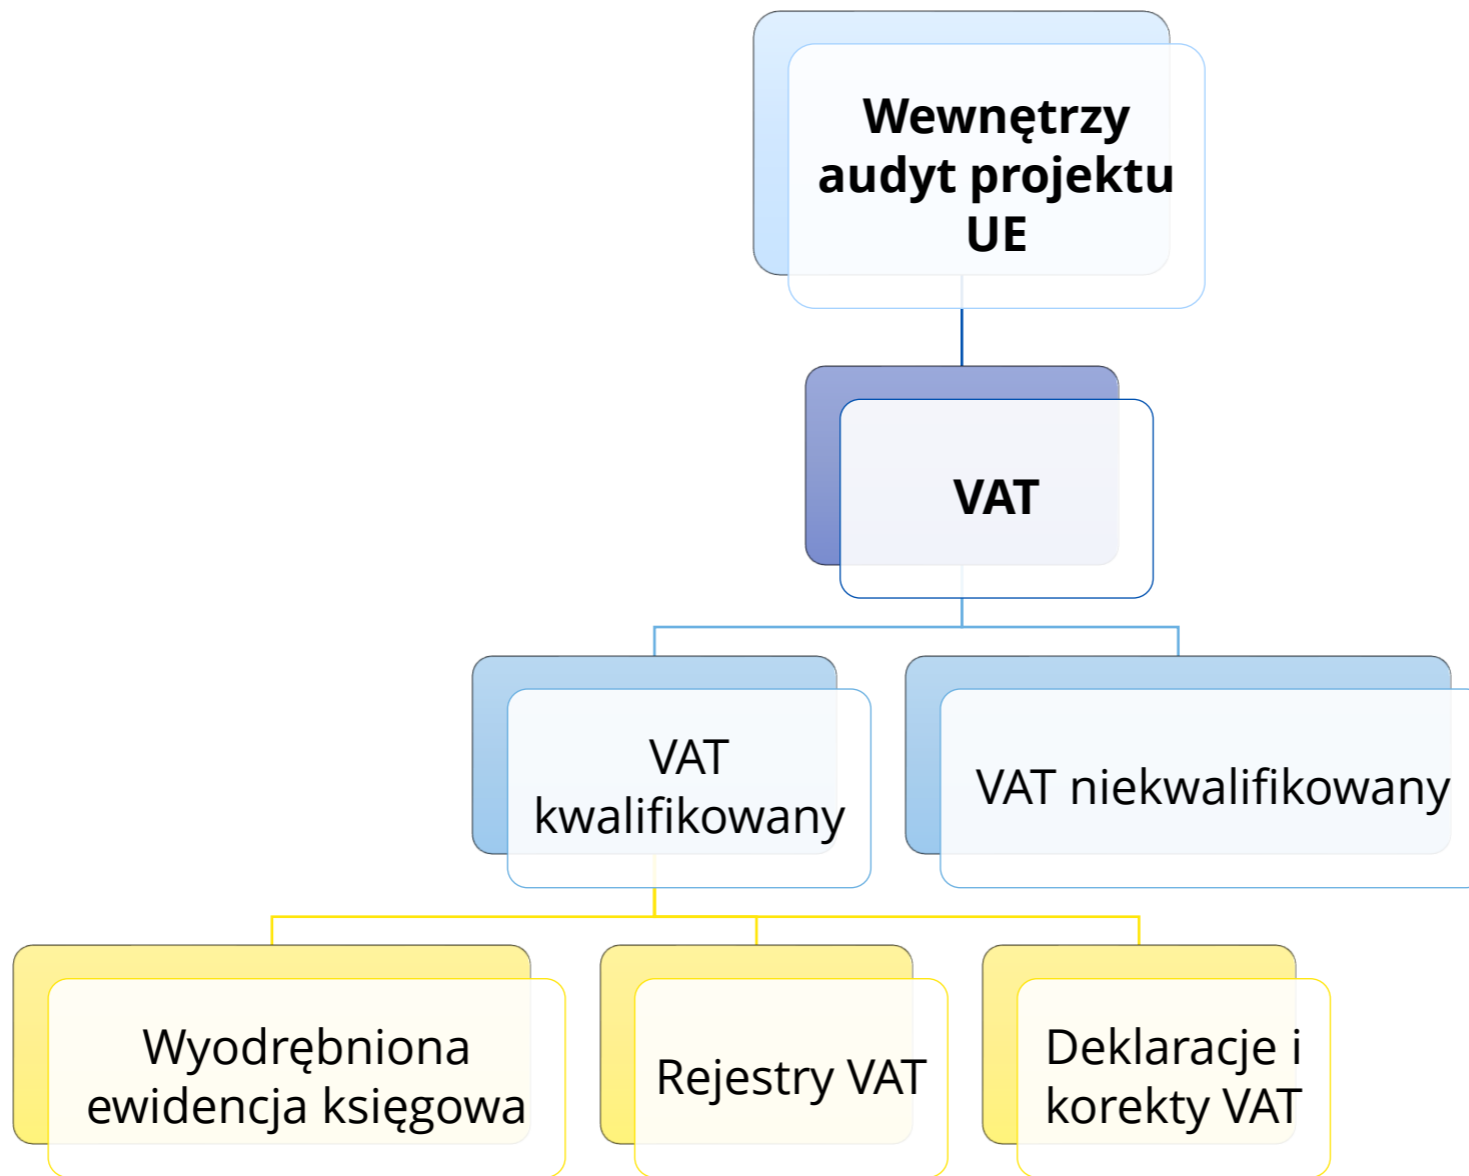 Wewnętrzy
audyt projektu
UE
VAT
VAT
kwalifikowany
VAT niekwalifikowany
Wyodrębniona
ewidencja księgowa
Rejestry VAT
Deklaracje i
korekty VAT